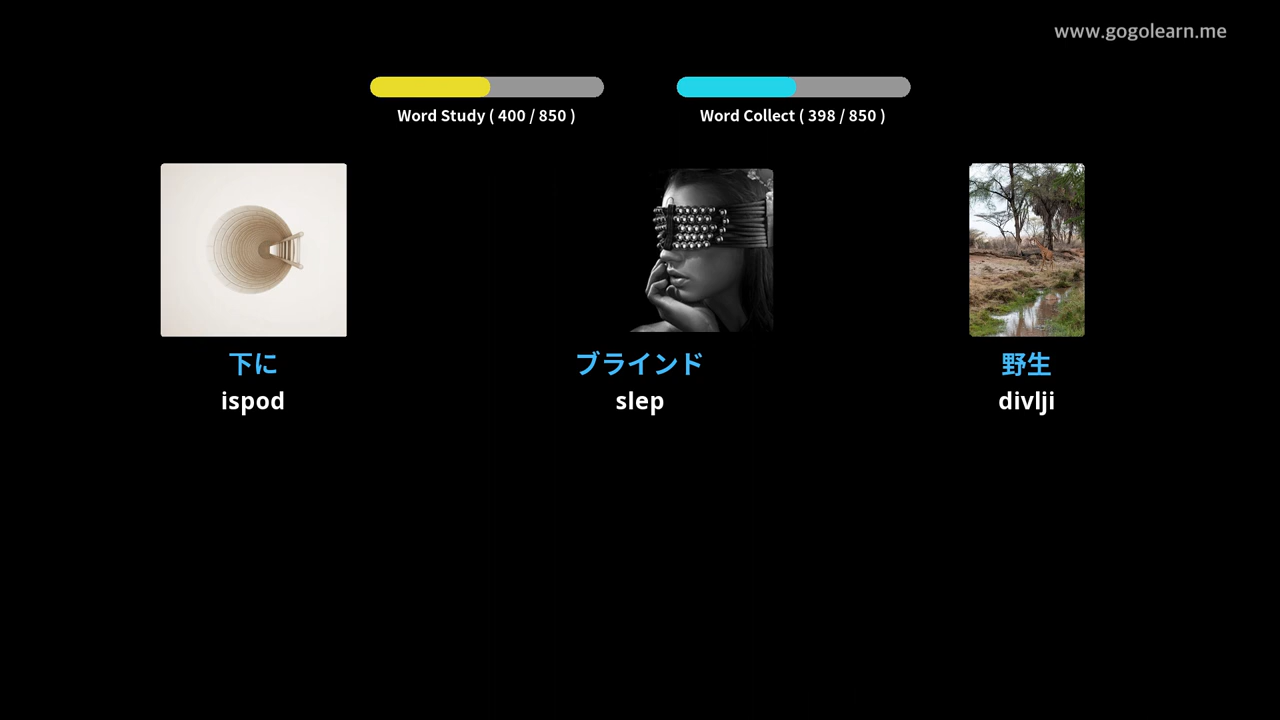 www.gogolearn.me
Word Study ( 400 / 850 )
Word Collect ( 398 / 850 )
下に
ispod
ブラインド
slep
野生
divlji